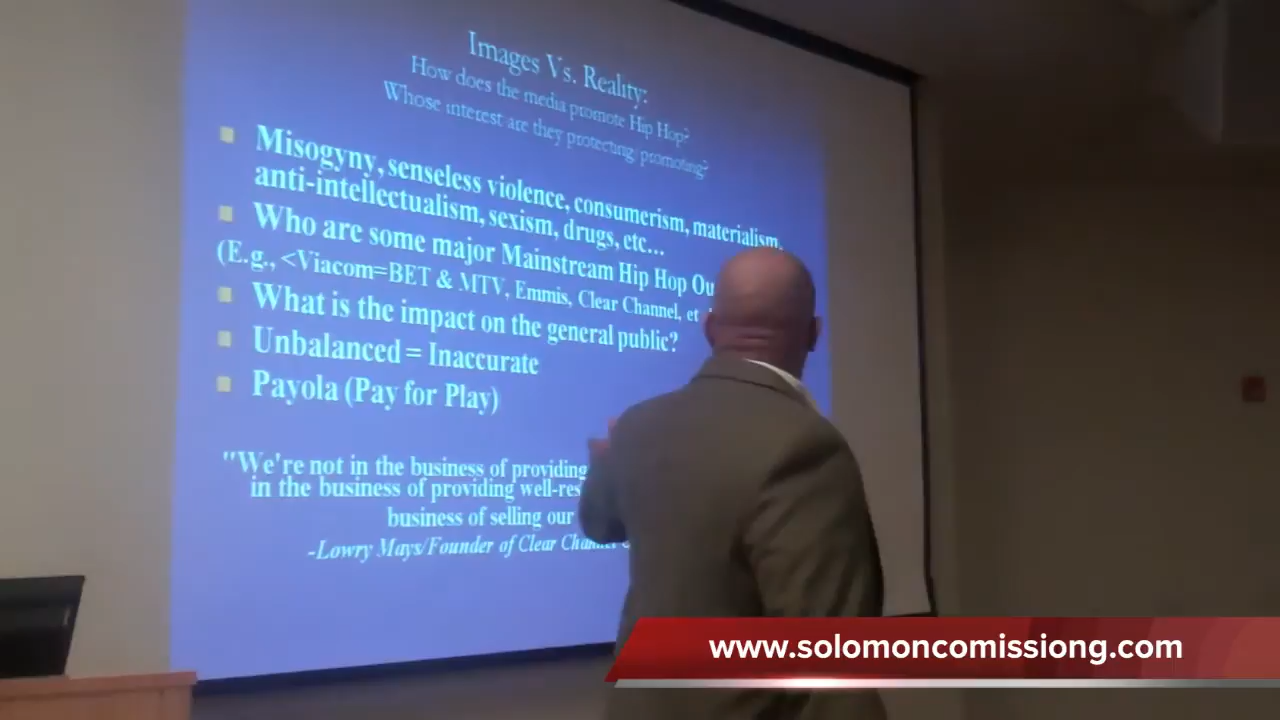 Images Vs. Reality:
How does the media promote Hip Hop?
Whose interest are they protecting/promoting?
Misogyny, senseless violence, consumerism, materialism,
anti-intellectualism, sexism, drugs, etc...
Who are some major Mainstream Hip Hop Ou
(E.g., <Viacom=BET & MTV, Emmis, Clear Channel, et
What is the impact on the general public?
Unbalanced = Inaccurate
Payola (Pay for Play)
"We're not in the business of providing
in the business of providing well-res
business of selling our
-Lowry Mays/Founder of Clear Channel
www.solomoncomissiong.com